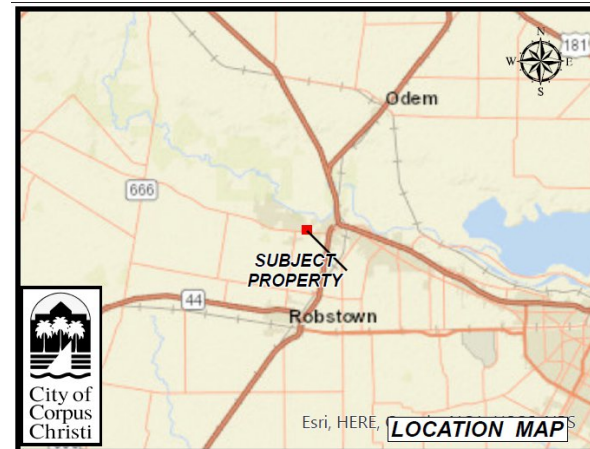 N
W E
S
181
Odem
666
SUBJECT
PROPERTY
44
Robstown
City of
Corpus
Christi
Esri, HERE,
LOCATION MAP